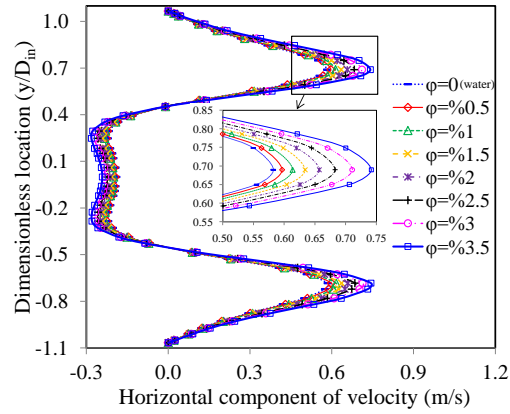 Dimensionless location (y/D_in)
1.3
1.0
0.7
0.4
0.1
-0.2
-0.5
-0.8
-1.1
-0.3
0.0
0.3
0.6
0.9
1.2
Horizontal component of velocity (m/s)
0.85
0.80
0.75
0.70
0.65
0.60
0.55
0.50
0.55
0.60
0.65
0.70
0.75
φ=0 (water)
φ=%0.5
φ=%1
φ=%1.5
φ=%2
φ=%2.5
φ=%3
φ=%3.5